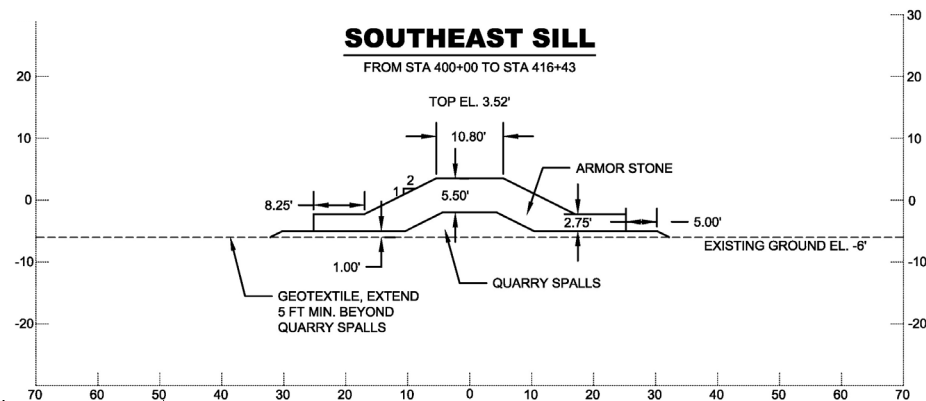 30
SOUTHEAST SILL
FROM STA 400+00 TO STA 416+43
20
20
TOP EL. 3.52'
10
10
10.80'
ARMOR STONE
2
1
5.50'
0
0
8.25'
2.75'
5.00'
EXISTING GROUND EL. -6'
-10
-10
1.00'
QUARRY SPALLS
GEOTEXTILE, EXTEND
5 FT MIN. BEYOND
QUARRY SPALLS
-20
-20
70 60 50 40 30 20 10 0 10 20 30 40 50 60 70